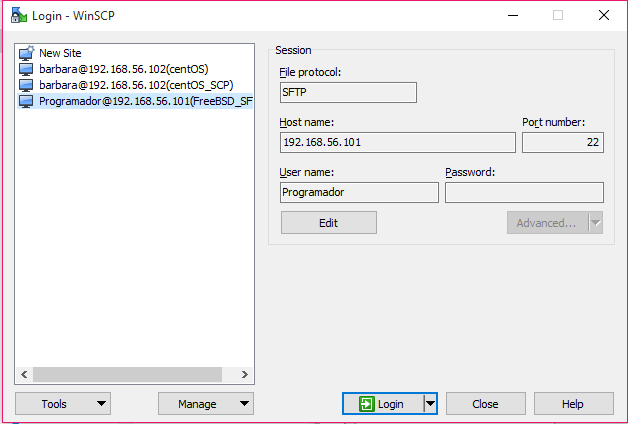 Login - WinSCP
New Site
barbara@192.168.56.102(centOS)
barbara@192.168.56.102(centOS_SCP)
Programador@192.168.56.101(FreeBSD_SF
Session
File protocol:
SFTP
Host name:
Port number:
192.168.56.101
22
User name:
Password:
Programador
Edit
Advanced...
Tools
Manage
Login
Close
Help